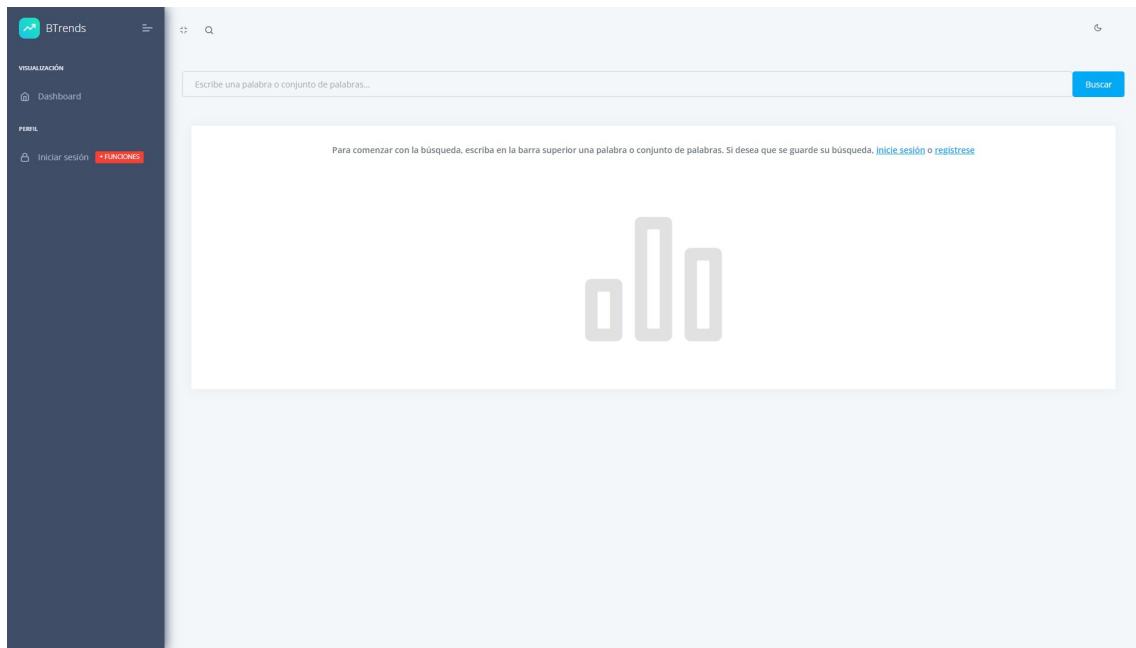 BTrends
VISUALIZACIÓN
Dashboard
PERFIL
Iniciar sesión + FUNCIONES
Escribe una palabra o conjunto de palabras...
Buscar
Para comenzar con la búsqueda, escriba en la barra superior una palabra o conjunto de palabras. Si desea que se guarde su búsqueda, inicie sesión o regístrese